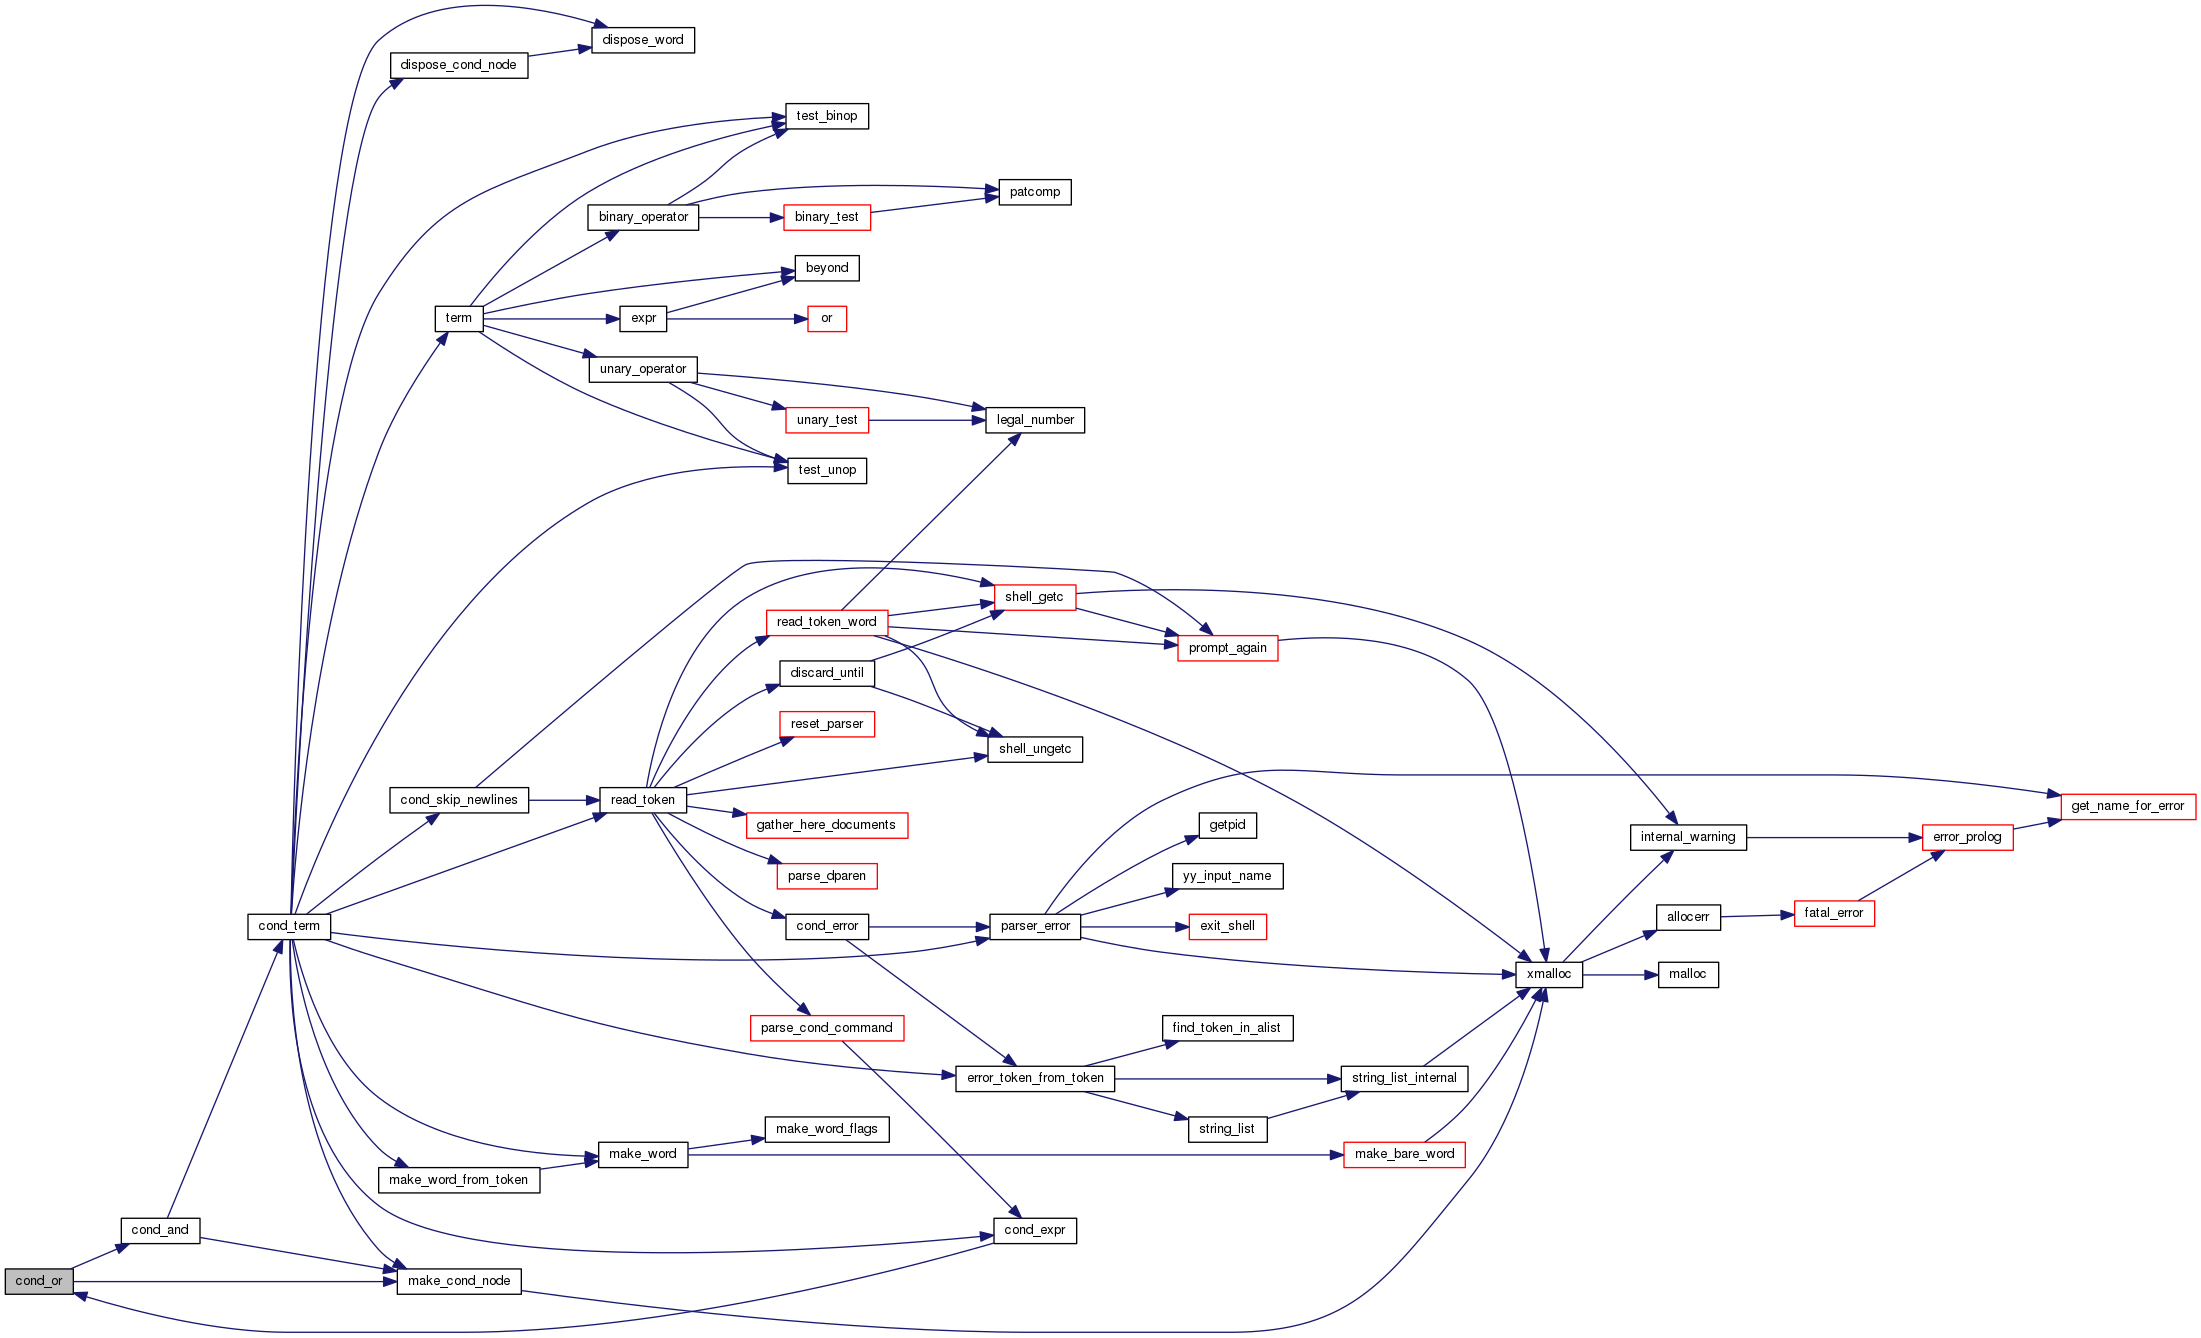 dispose_word
dispose_cond_node
test_binop
patcomp
binary_operator
binary_test
beyond
term
expr
or
unary_operator
unary_test
legal_number
test_unop
shell_getc
read_token_word
prompt_again
discard_until
reset_parser
shell_ungetc
cond_skip_newlines
read_token
get_name_for_error
gather_here_documents
getpid
internal_warning
error_prolog
parse_dparen
yy_input_name
cond_term
cond_error
parser_error
exit_shell
allocerr
fatal_error
xmalloc
malloc
parse_cond_command
find_token_in_alist
error_token_from_token
string_list_internal
make_word_flags
string_list
make_word
make_bare_word
make_word_from_token
cond_and
cond_expr
cond_or
make_cond_node